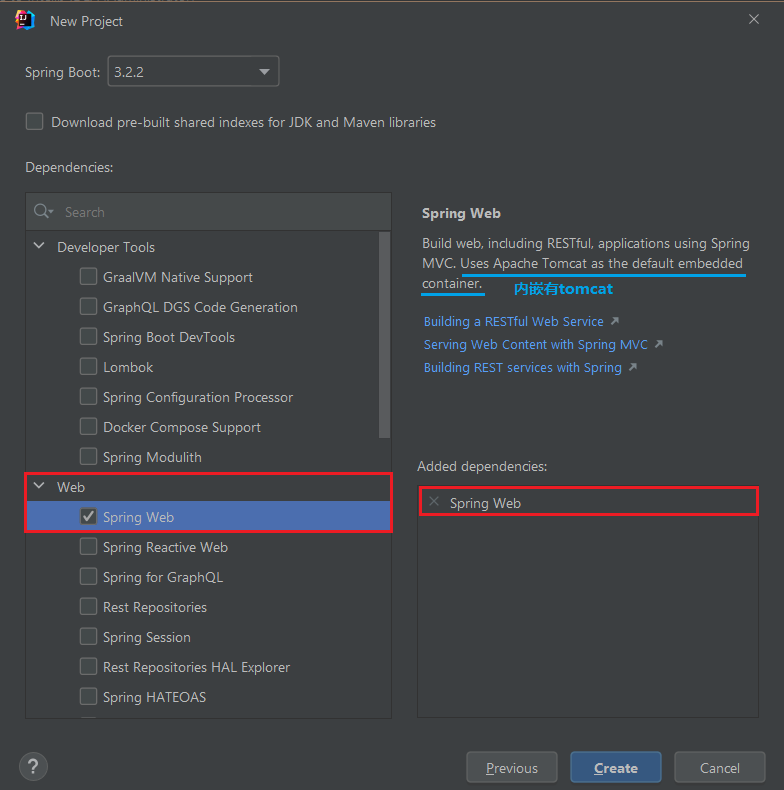 New Project
Spring Boot: 3.2.2
Download pre-built shared indexes for JDK and Maven libraries
Dependencies:
Search
Developer Tools
GraalVM Native Support
GraphQL DGS Code Generation
Spring Boot DevTools
Lombok
Spring Configuration Processor
Docker Compose Support
Spring Modulith
Web
Spring Web
Spring Reactive Web
Spring for GraphQL
Rest Repositories
Spring Session
Rest Repositories HAL Explorer
Spring HATEOAS
Spring Web
Build web, including RESTful, applications using Spring
MVC. Uses Apache Tomcat as the default embedded
container.
内嵌有tomcat
Building a RESTful Web Service
Serving Web Content with Spring MVC
Building REST services with Spring
Added dependencies:
Spring Web
?
Previous
Create
Cancel